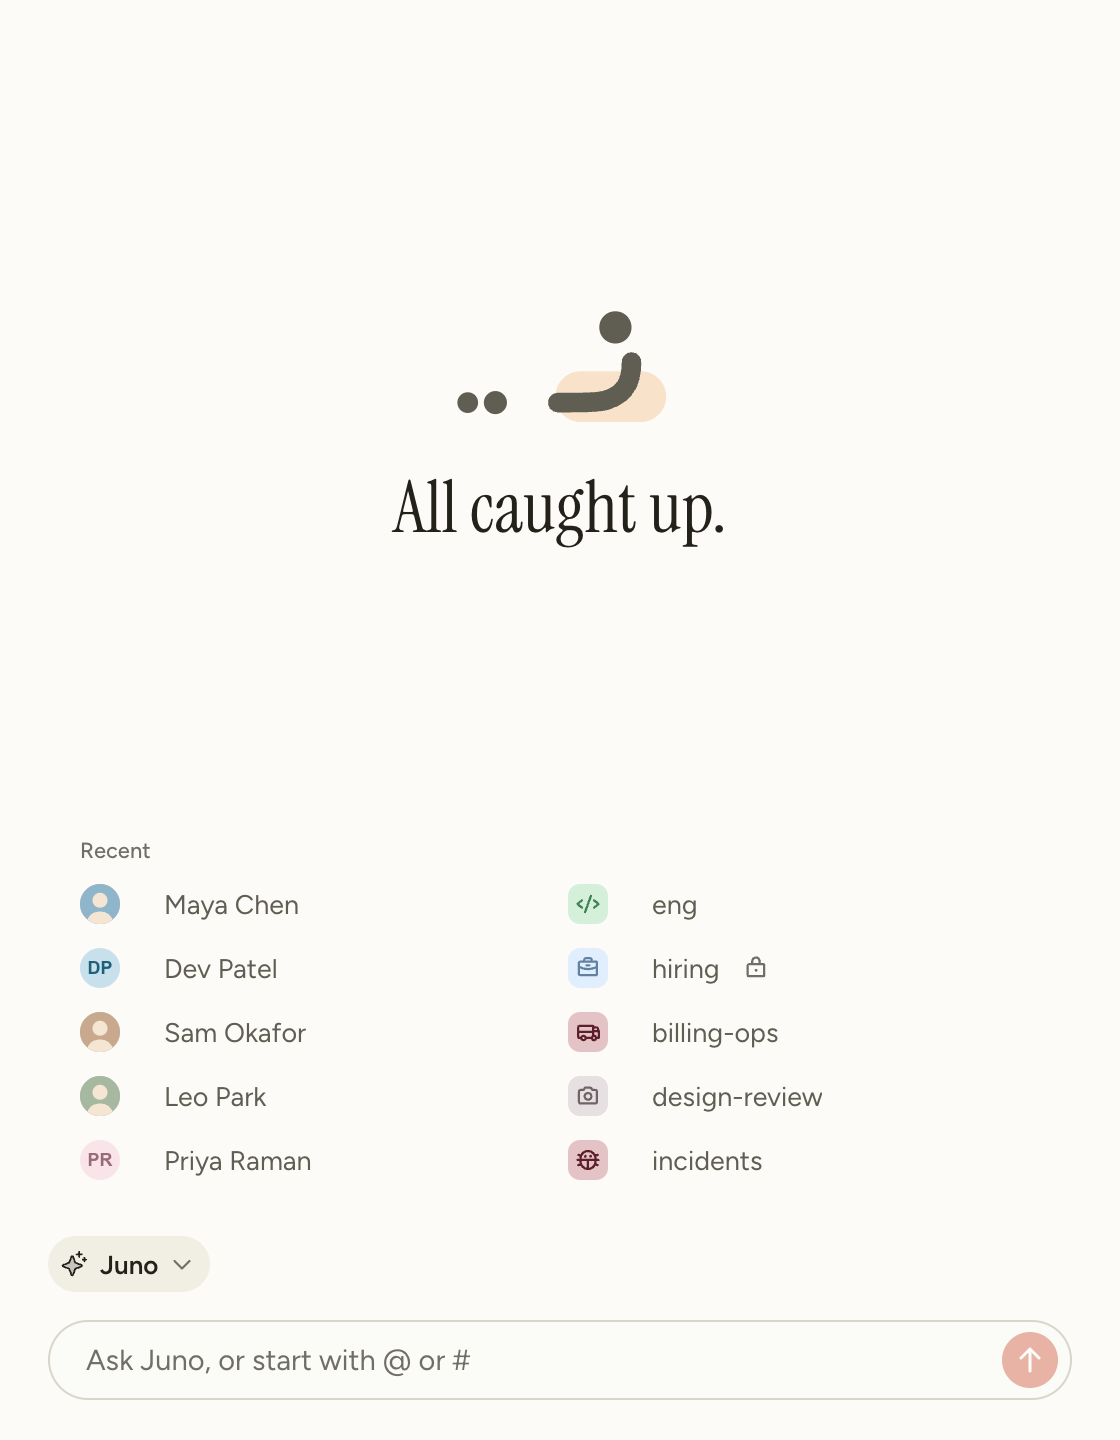 All caught up.
Recent
Maya Chen
DP Dev Patel
Sam Okafor
Leo Park
PR Priya Raman
eng
hiring
billing-ops
design-review
incidents
Juno
Ask Juno, or start with @ or #